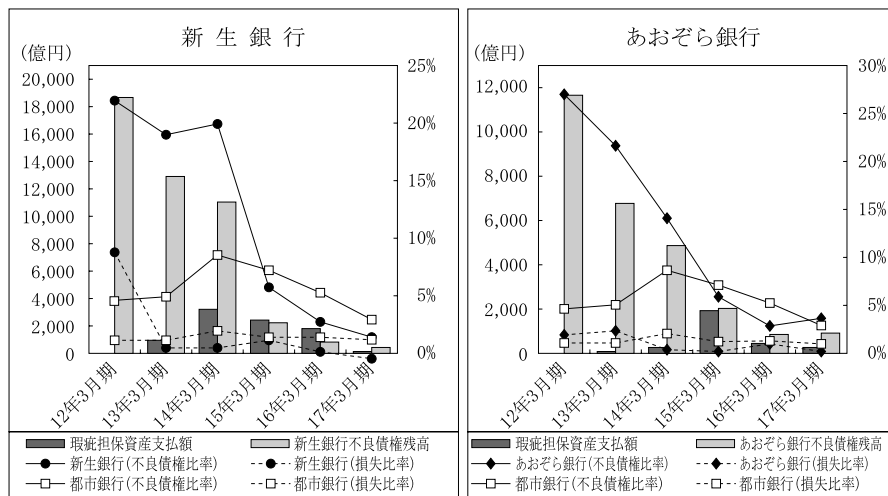 新生銀行
(億円)
20,000
18,000
16,000
14,000
12,000
10,000
8,000
6,000
4,000
2,000
0
25%
20%
15%
10%
5%
0%
12年3月期
13年3月期
14年3月期
15年3月期
16年3月期
17年3月期
瑕疵担保資産支払額
新生銀行不良債権残高
新生銀行(不良債権比率)
新生銀行(損失比率)
都市銀行(不良債権比率)
都市銀行(損失比率)
あおぞら銀行
(億円)
12,000
10,000
8,000
6,000
4,000
2,000
0
30%
25%
20%
15%
10%
5%
0%
12年3月期
13年3月期
14年3月期
15年3月期
16年3月期
17年3月期
瑕疵担保資産支払額
あおぞら銀行不良債権残高
あおぞら銀行(不良債権比率)
あおぞら銀行(損失比率)
都市銀行(不良債権比率)
都市銀行(損失比率)